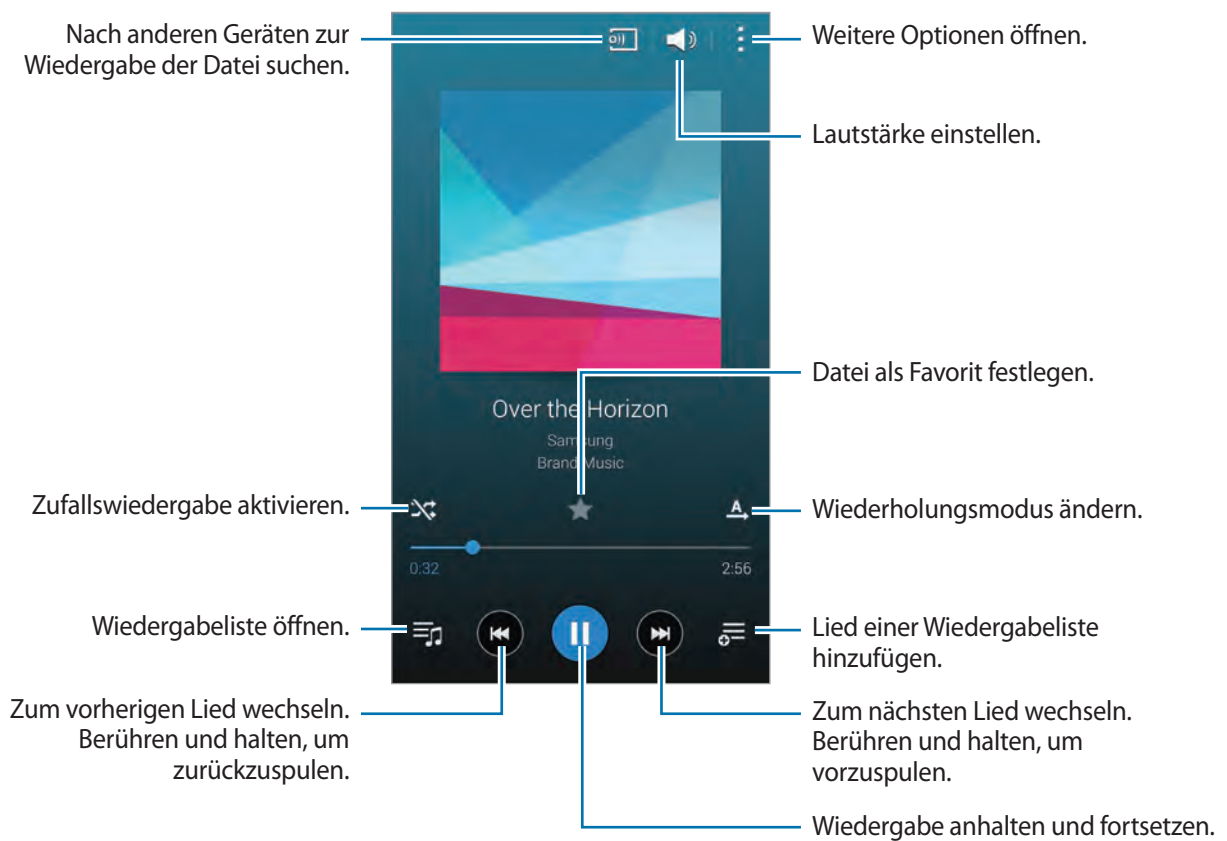 Nach anderen Geräten zur
Wiedergabe der Datei suchen.
Weitere Optionen öffnen.
Lautstärke einstellen.
Datei als Favorit festlegen.
Over the Horizon
Samsung
Brand Music
Zufallswiedergabe aktivieren.
A
Wiederholungsmodus ändern.
0:32
2:56
Wiedergabeliste öffnen.
Lied einer Wiedergabeliste
hinzufügen.
Zum vorherigen Lied wechseln.
Berühren und halten, um
zurückzuspulen.
Zum nächsten Lied wechseln.
Berühren und halten, um
vorzuspulen.
Wiedergabe anhalten und fortsetzen.